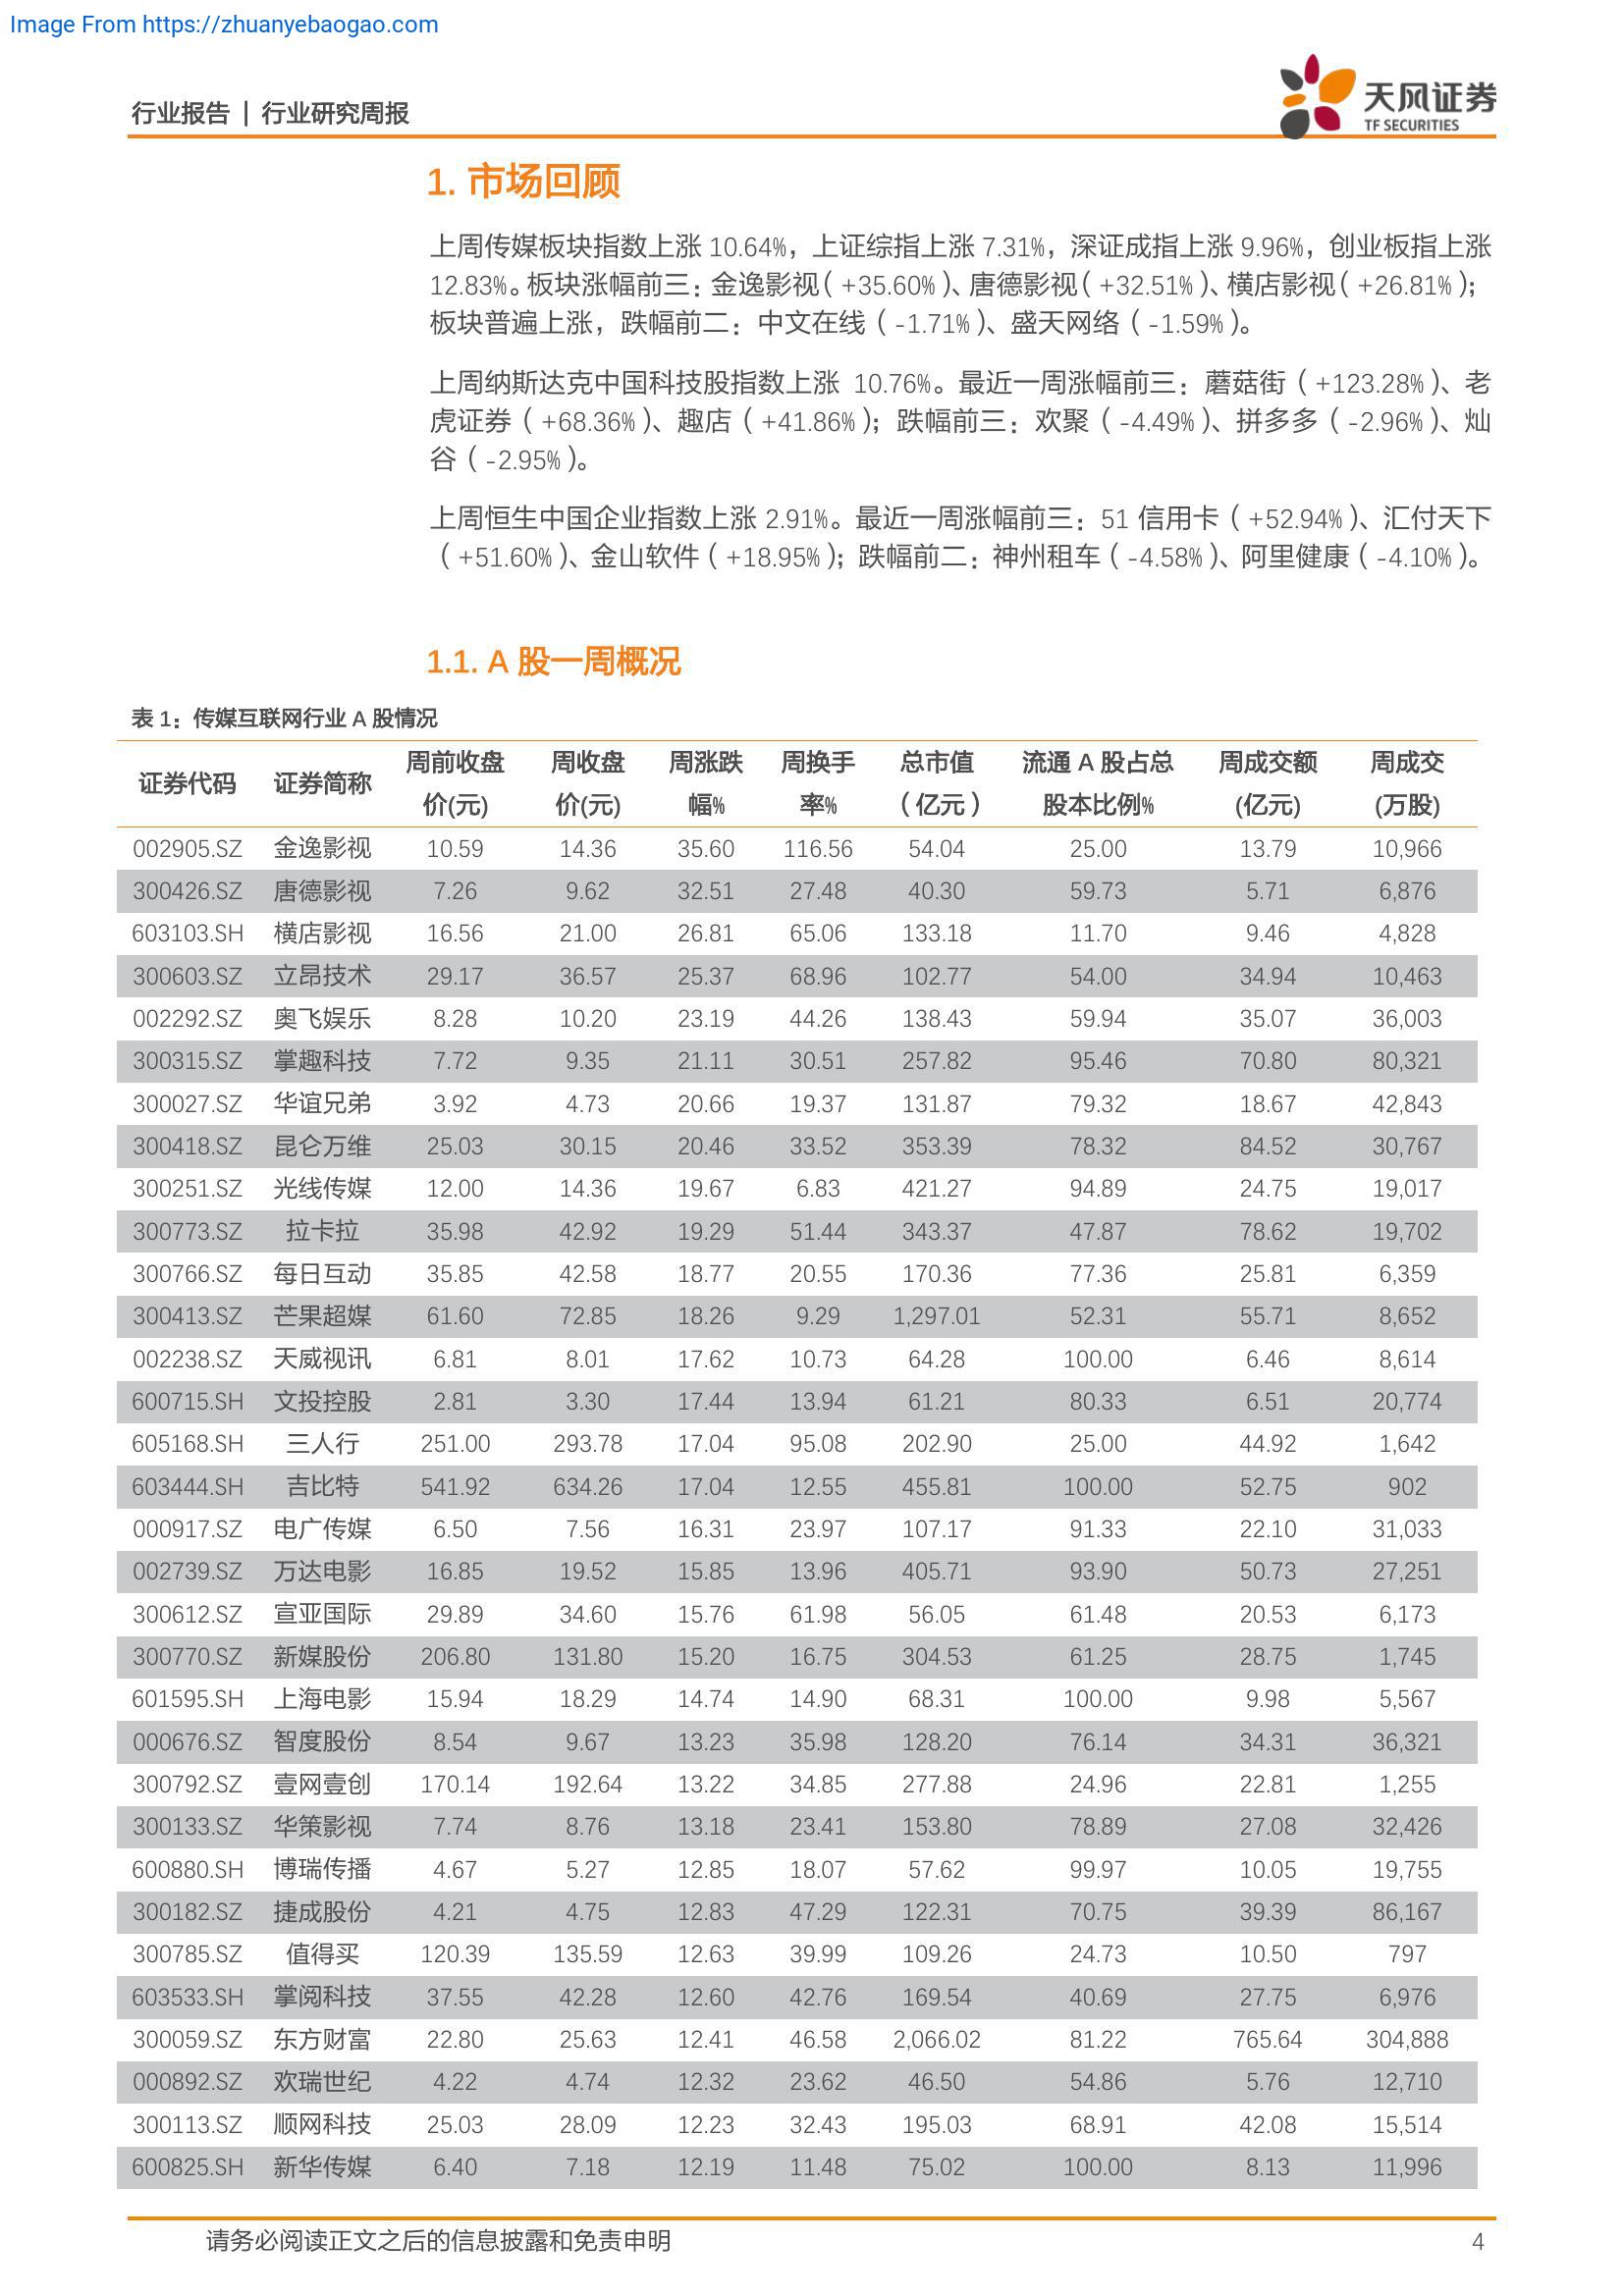 Image From https://zhuanyebaogao.com
行业报告 | 行业研究周报
天风证券
TF SECURITIES
1. 市场回顾
上周传媒板块指数上涨 10.64%，上证综指上涨 7.31%，深证成指上涨 9.96%，创业板指上涨
12.83%。板块涨幅前三：金逸影视（+35.60%）、唐德影视（+32.51%）、横店影视（+26.81%）；
板块普遍上涨，跌幅前二：中文在线（-1.71%）、盛天网络（-1.59%）。
上周纳斯达克中国科技股指数上涨 10.76%。最近一周涨幅前三：蘑菇街（+123.28%）、老
虎证券（+68.36%）、趣店（+41.86%）；跌幅前三：欢聚（-4.49%）、拼多多（-2.96%）、灿
谷（-2.95%）。
上周恒生中国企业指数上涨 2.91%。最近一周涨幅前三：51 信用卡（+52.94%）、汇付天下
（+51.60%）、金山软件（+18.95%）；跌幅前二：神州租车（-4.58%）、阿里健康（-4.10%）。
1.1. A 股一周概况
表 1：传媒互联网行业 A 股情况
证券代码 证券简称 周前收盘价(元) 周收盘价(元) 周涨跌幅% 周换手率% 总市值（亿元） 流通 A 股占总股本比例% 周成交额(亿元) 周成交(万股)
002905.SZ 金逸影视 10.59 14.36 35.60 116.56 54.04 25.00 13.79 10,966
300426.SZ 唐德影视 7.26 9.62 32.51 27.48 40.30 59.73 5.71 6,876
603103.SH 横店影视 16.56 21.00 26.81 65.06 133.18 11.70 9.46 4,828
300603.SZ 立昂技术 29.17 36.57 25.37 68.96 102.77 54.00 34.94 10,463
002292.SZ 奥飞娱乐 8.28 10.20 23.19 44.26 138.43 59.94 35.07 36,003
300315.SZ 掌趣科技 7.72 9.35 21.11 30.51 257.82 95.46 70.80 80,321
300027.SZ 华谊兄弟 3.92 4.73 20.66 19.37 131.87 79.32 18.67 42,843
300418.SZ 昆仑万维 25.03 30.15 20.46 33.52 353.39 78.32 84.52 30,767
300251.SZ 光线传媒 12.00 14.36 19.67 6.83 421.27 94.89 24.75 19,017
300773.SZ 拉卡拉 35.98 42.92 19.29 51.44 343.37 47.87 78.62 19,702
300766.SZ 每日互动 35.85 42.58 18.77 20.55 170.36 77.36 25.81 6,359
300413.SZ 芒果超媒 61.60 72.85 18.26 9.29 1,297.01 52.31 55.71 8,652
002238.SZ 天威视讯 6.81 8.01 17.62 10.73 64.28 100.00 6.46 8,614
600715.SH 文投控股 2.81 3.30 17.44 13.94 61.21 80.33 6.51 20,774
605168.SH 三人行 251.00 293.78 17.04 95.08 202.90 25.00 44.92 1,642
603444.SH 吉比特 541.92 634.26 17.04 12.55 455.81 100.00 52.75 902
000917.SZ 电广传媒 6.50 7.56 16.31 23.97 107.17 91.33 22.10 31,033
002739.SZ 万达电影 16.85 19.52 15.85 13.96 405.71 93.90 50.73 27,251
300612.SZ 宣亚国际 29.89 34.60 15.76 61.98 56.05 61.48 20.53 6,173
300770.SZ 新媒股份 206.80 131.80 15.20 16.75 304.53 61.25 28.75 1,745
601595.SH 上海电影 15.94 18.29 14.74 14.90 68.31 100.00 9.98 5,567
000676.SZ 智度股份 8.54 9.67 13.23 35.98 128.20 76.14 34.31 36,321
300792.SZ 壹网壹创 170.14 192.64 13.22 34.85 277.88 24.96 22.81 1,255
300133.SZ 华策影视 7.74 8.76 13.18 23.41 153.80 78.89 27.08 32,426
600880.SH 博瑞传播 4.67 5.27 12.85 18.07 57.62 99.97 10.05 19,755
300182.SZ 捷成股份 4.21 4.75 12.83 47.29 122.31 70.75 39.39 86,167
300785.SZ 值得买 120.39 135.59 12.63 39.99 109.26 24.73 10.50 797
603533.SH 掌阅科技 37.55 42.28 12.60 42.76 169.54 40.69 27.75 6,976
300059.SZ 东方财富 22.80 25.63 12.41 46.58 2,066.02 81.22 765.64 304,888
000892.SZ 欢瑞世纪 4.22 4.74 12.32 23.62 46.50 54.86 5.76 12,710
300113.SZ 顺网科技 25.03 28.09 12.23 32.43 195.03 68.91 42.08 15,514
600825.SH 新华传媒 6.40 7.18 12.19 11.48 75.02 100.00 8.13 11,996
请务必阅读正文之后的信息披露和免责申明 4